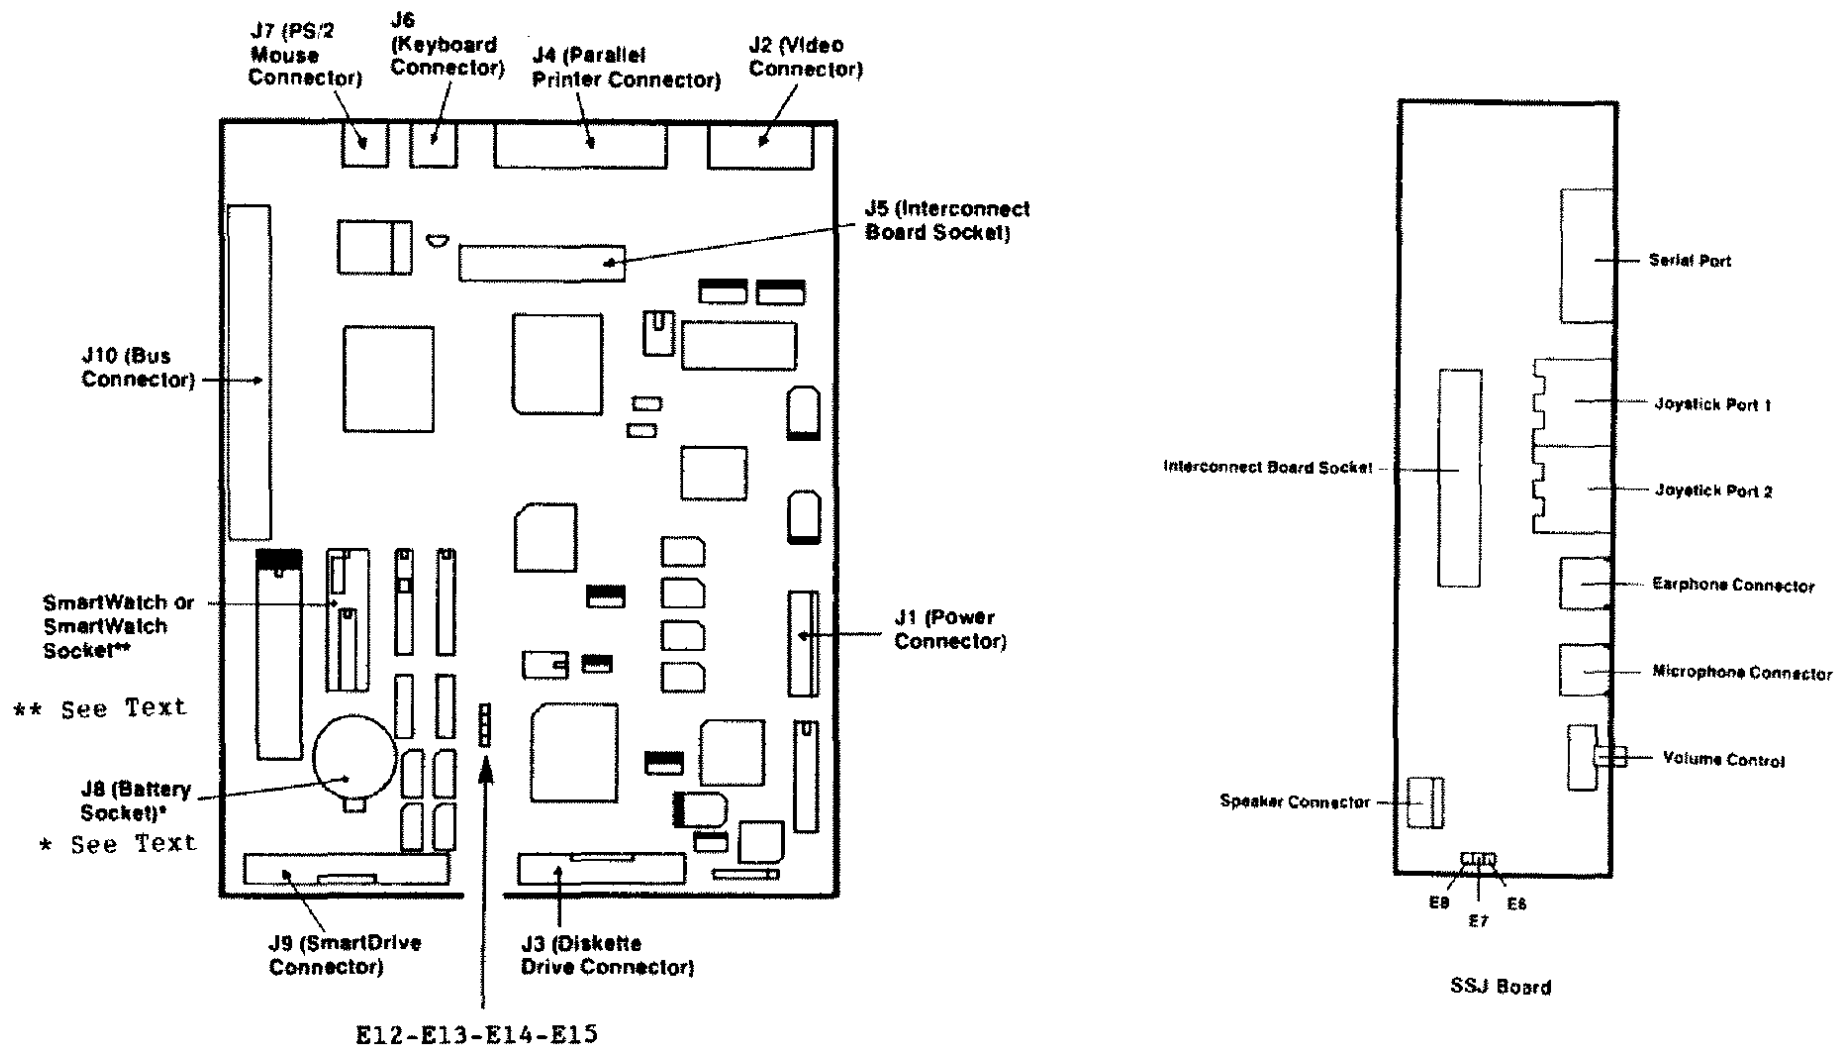 J7 (PS/2
Mouse
Connector)
J6
(Keyboard
Connector)
J4 (Parallel
Printer Connector)
J2 (Video
Connector)
J5 (Interconnect
Board Socket)
J10 (Bus
Connector)
SmartWatch or
SmartWatch
Socket**
** See Text
J1 (Power
Connector)
J8 (Battery
Socket)*
* See Text
J9 (SmartDrive
Connector)
J3 (Diskette
Drive Connector)
E12-E13-E14-E15
Serial Port
Joystick Port 1
Interconnect Board Socket
Joystick Port 2
Earphone Connector
Microphone Connector
Volume Control
Speaker Connector
E8
E7
E6
SSJ Board